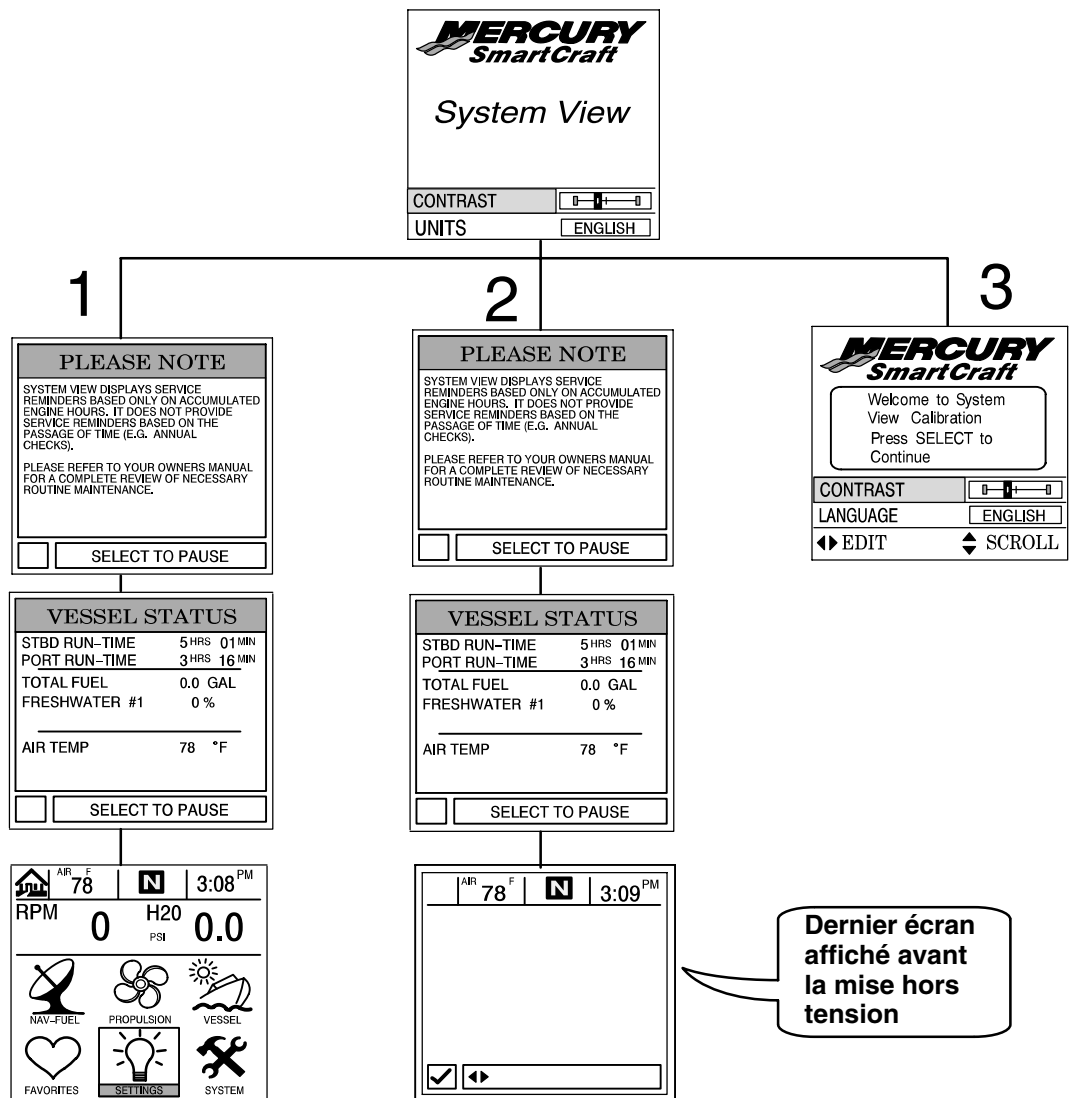 MERCURY
SmartCraft
System View
CONTRAST
UNITS ENGLISH
1
PLEASE NOTE
SYSTEM VIEW DISPLAYS SERVICE
REMINDERS BASED ONLY ON ACCUMULATED
ENGINE HOURS. IT DOES NOT PROVIDE
SERVICE REMINDERS BASED ON THE
PASSAGE OF TIME (E.G. ANNUAL
CHECKS).
PLEASE REFER TO YOUR OWNERS MANUAL
FOR A COMPLETE REVIEW OF NECESSARY
ROUTINE MAINTENANCE.
SELECT TO PAUSE
VESSEL STATUS
STBD RUN–TIME 5 HRS 01 MIN
PORT RUN–TIME 3 HRS 16 MIN
TOTAL FUEL 0.0 GAL
FRESHWATER #1 0 %
AIR TEMP 78 °F
SELECT TO PAUSE
AIR 78 F N 3:08 PM
RPM 0 H20 PSI 0.0
NAV–FUEL PROPULSION VESSEL
FAVORITES SETTINGS SYSTEM
2
PLEASE NOTE
SYSTEM VIEW DISPLAYS SERVICE
REMINDERS BASED ONLY ON ACCUMULATED
ENGINE HOURS. IT DOES NOT PROVIDE
SERVICE REMINDERS BASED ON THE
PASSAGE OF TIME (E.G. ANNUAL
CHECKS).
PLEASE REFER TO YOUR OWNERS MANUAL
FOR A COMPLETE REVIEW OF NECESSARY
ROUTINE MAINTENANCE.
SELECT TO PAUSE
VESSEL STATUS
STBD RUN–TIME 5 HRS 01 MIN
PORT RUN–TIME 3 HRS 16 MIN
TOTAL FUEL 0.0 GAL
FRESHWATER #1 0 %
AIR TEMP 78 °F
SELECT TO PAUSE
AIR 78 F N 3:09 PM
Dernier écran
affiché avant
la mise hors
tension
3
MERCURY
SmartCraft
Welcome to System
View Calibration
Press SELECT to
Continue
CONTRAST
LANGUAGE ENGLISH
EDIT SCROLL